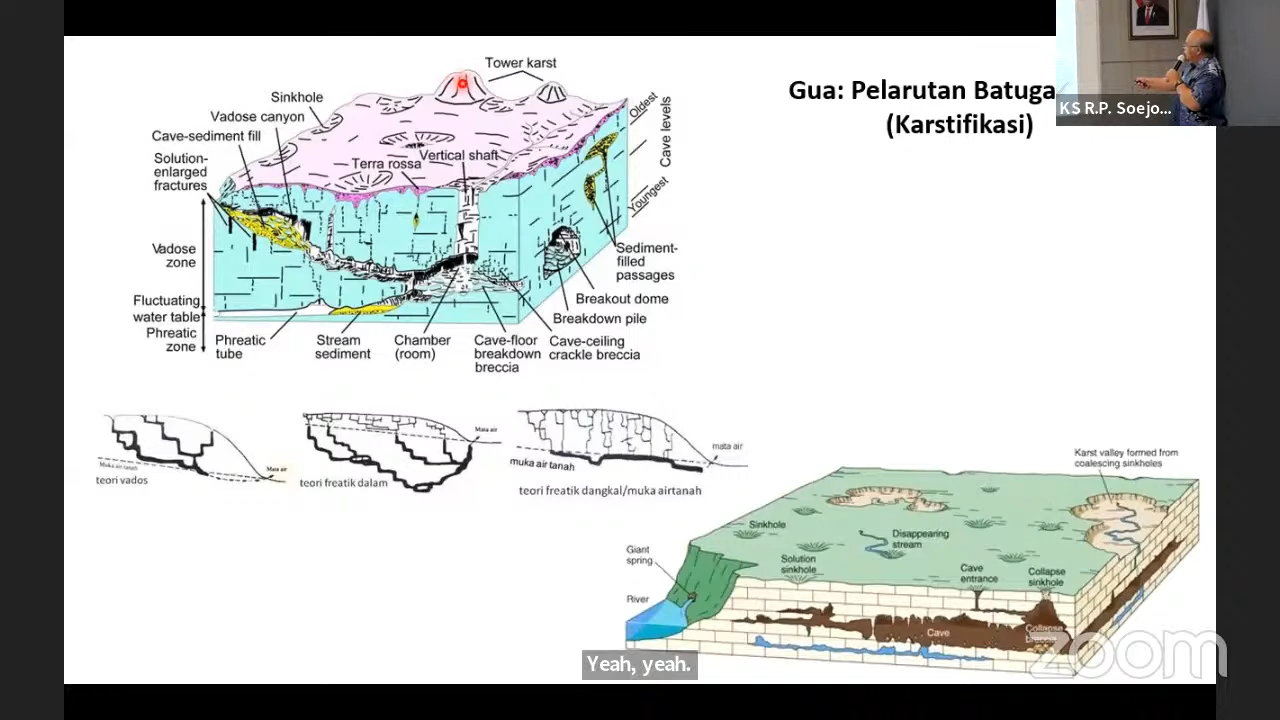 Gua: Pelarutan Batuga
(Karstifikasi)
KS R.P. Soejo...
Tower karst
Sinkhole
Vadose canyon
Cave-sediment fill
Solution-
enlarged
fractures
Terra rossa
Vertical shaft
Oldest
Cave levels
Youngest
Vadose
zone
Fluctuating
water table
Phreatic
zone
Phreatic
tube
Stream
sediment
Chamber
(room)
Cave-floor
breakdown
breccia
Cave-ceiling
crackle breccia
Breakdown pile
Breakout dome
Sediment-
filled
passages
Muka air tanah
Mata air
teori vados
Mata air
teori freatik dalam
muka air tanah
mata air
teori freatik dangkal/muka airtanah
Karst valley formed from
coalescing sinkholes
Sinkhole
Disappearing
stream
Giant
spring
Solution
sinkhole
Cave
entrance
Collapse
sinkhole
River
Cave
Collapse
breccia
Yeah, yeah.
zoom